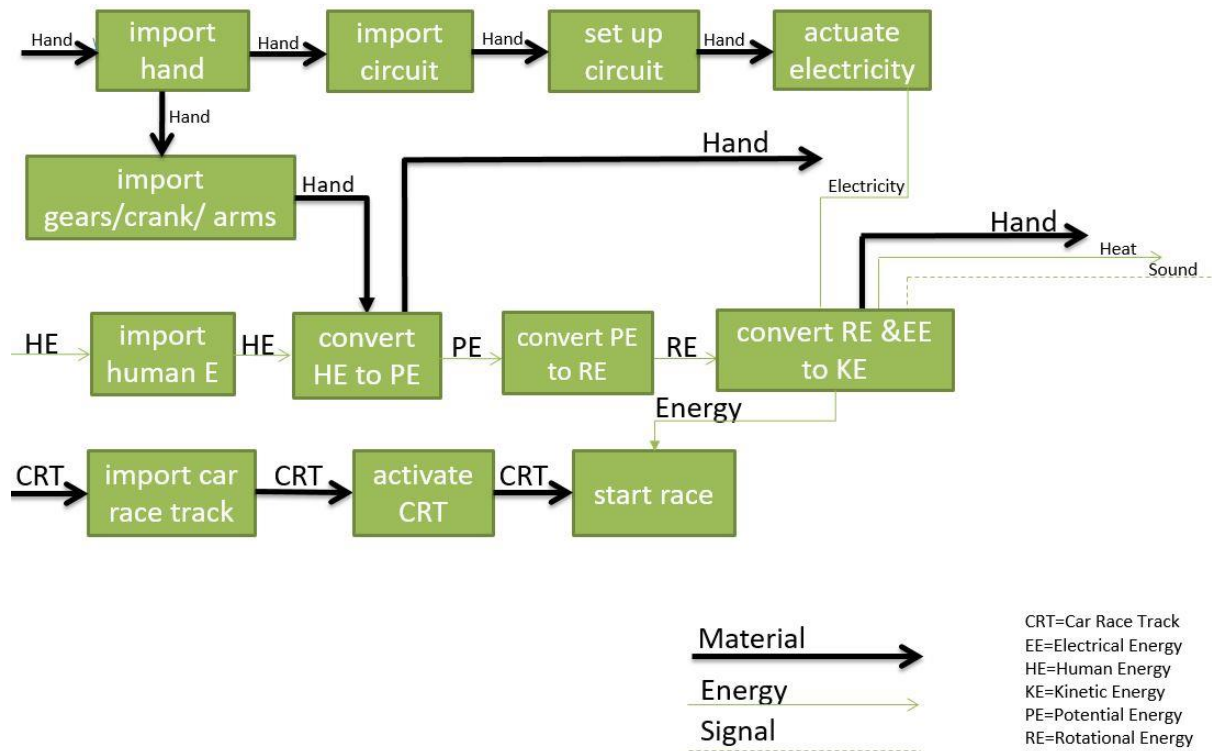 Hand
import
hand
Hand
import
circuit
Hand
set up
circuit
Hand
actuate
electricity
Hand
import
gears/crank/ arms
Hand
Hand
Electricity
Hand
Heat
Sound
HE
import
human E
HE
convert
HE to PE
PE
convert PE
to RE
RE
convert RE &EE
to KE
Energy
CRT
import car
race track
CRT
activate
CRT
CRT
start race
Material
Energy
Signal
CRT=Car Race Track
EE=Electrical Energy
HE=Human Energy
KE=Kinetic Energy
PE=Potential Energy
RE=Rotational Energy